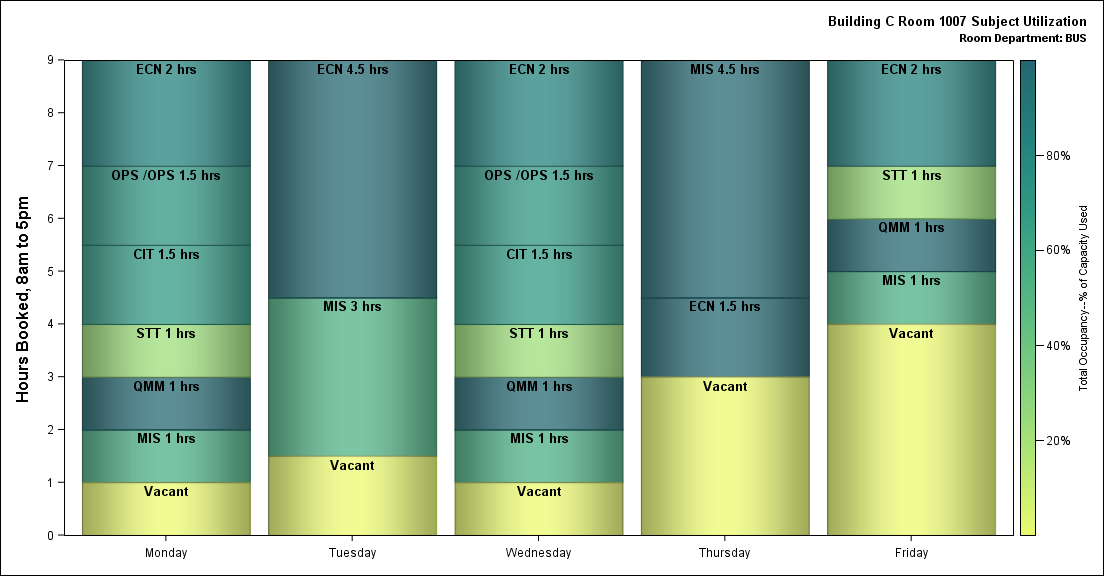 Building C Room 1007 Subject Utilization
Room Department: BUS
Hours Booked, 8am to 5pm
9
8
7
6
5
4
3
2
1
0
ECN 2 hrs
OPS /OPS 1.5 hrs
CIT 1.5 hrs
STT 1 hrs
QMM 1 hrs
MIS 1 hrs
Vacant
ECN 4.5 hrs
MIS 3 hrs
Vacant
ECN 2 hrs
OPS /OPS 1.5 hrs
CIT 1.5 hrs
STT 1 hrs
QMM 1 hrs
MIS 1 hrs
Vacant
MIS 4.5 hrs
ECN 1.5 hrs
Vacant
ECN 2 hrs
STT 1 hrs
QMM 1 hrs
MIS 1 hrs
Vacant
Monday
Tuesday
Wednesday
Thursday
Friday
80%
60%
40%
20%
Total Occupancy--% of Capacity Used